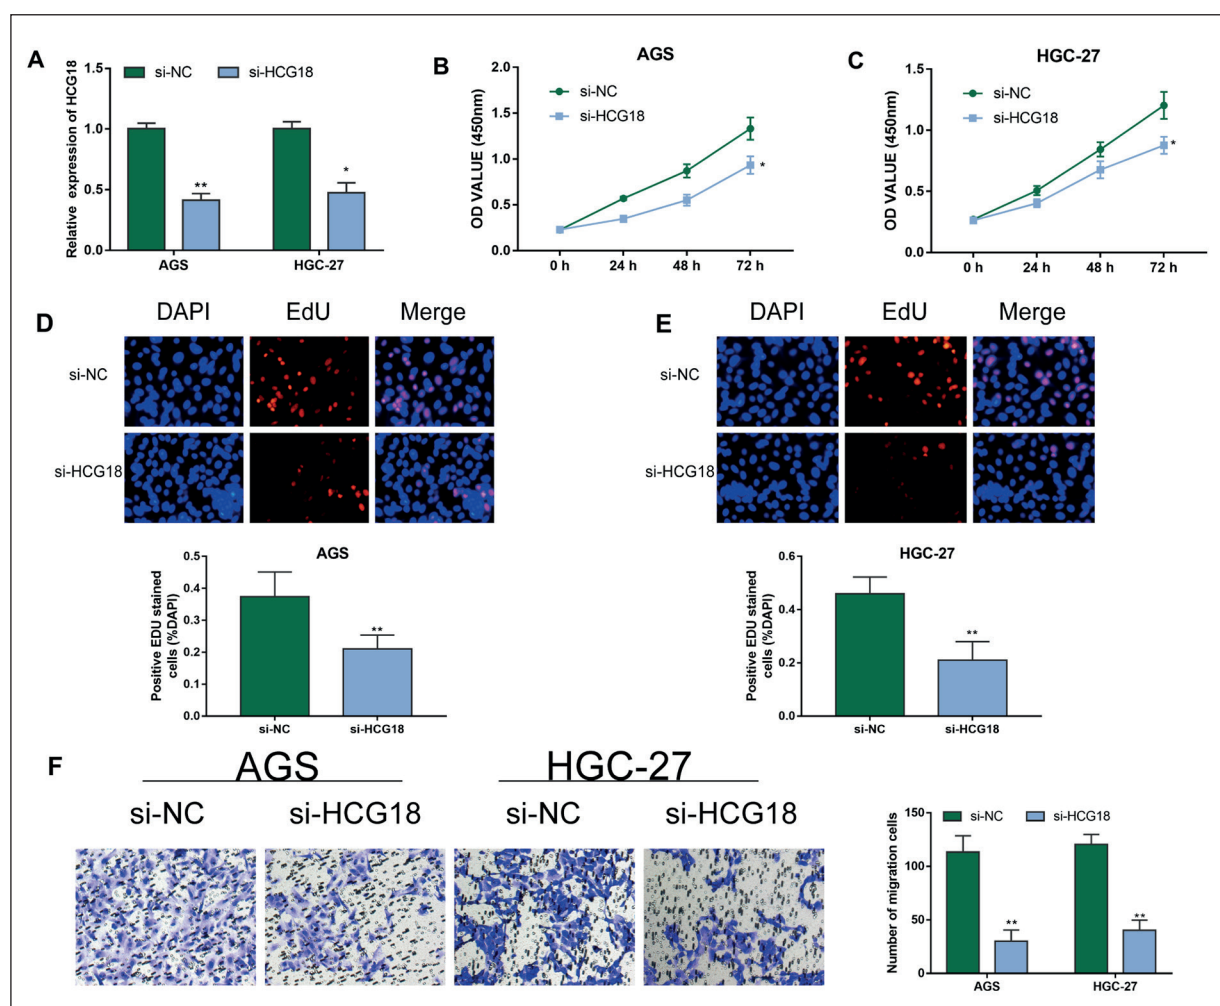 A
si-NC si-HCG18
Relative expression of HCG18
1.5
1.0
0.5
0.0
**
*
AGS HGC-27
B
AGS
OD VALUE (450nm)
2.0
1.5
1.0
0.5
0.0
si-NC
si-HCG18
*
0 h 24 h 48 h 72 h
C
HGC-27
OD VALUE (450nm)
1.5
1.0
0.5
0.0
si-NC
si-HCG18
*
0 h 24 h 48 h 72 h
D
DAPI EdU Merge
si-NC
si-HCG18
AGS
Positive EDU stained
cells (%DAPI)
0.5
0.4
0.3
0.2
0.1
0.0
**
si-NC si-HCG18
E
DAPI EdU Merge
si-NC
si-HCG18
HGC-27
Positive EDU stained
cells (%DAPI)
0.6
0.4
0.2
0.0
**
si-NC si-HCG18
F
AGS HGC-27
si-NC si-HCG18 si-NC si-HCG18
Number of migration cells
150
100
50
0
si-NC si-HCG18
**
**
AGS HGC-27